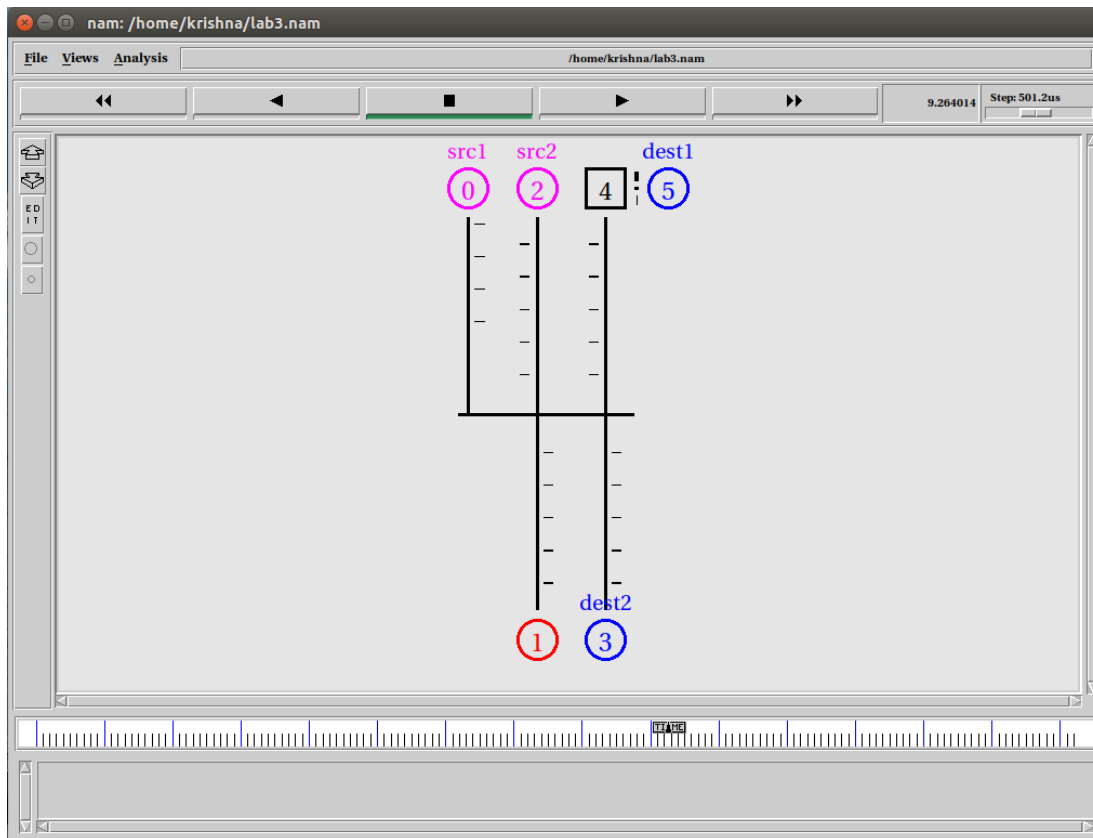 nam: /home/krishna/lab3.nam
File Views Analysis /home/krishna/lab3.nam
9.264014 Step: 501.2us
ED
IT
src1 src2 dest1
0 2 4 5
dest2
1 3
TIME